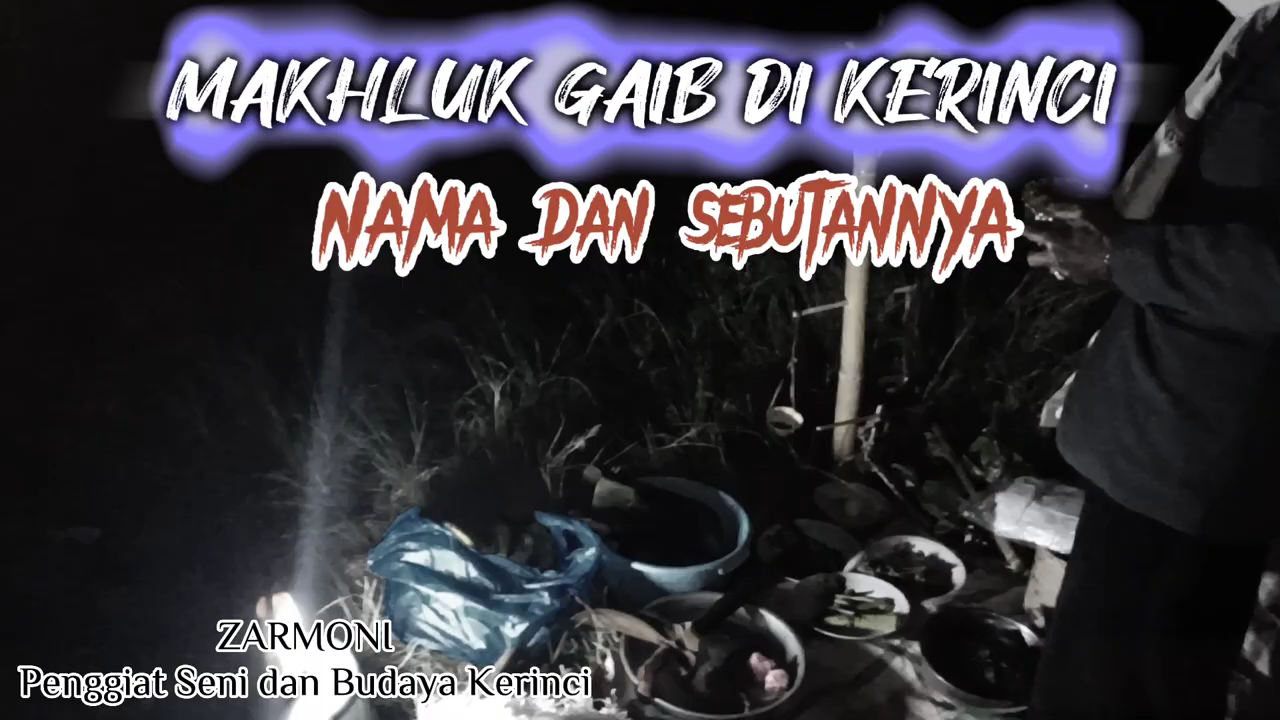 MAKHLUK GAIB DI KERINCI
NAMA DAN SEBUTANNYA
ZARMONI
Penggiat Seni dan Budaya Kerinci